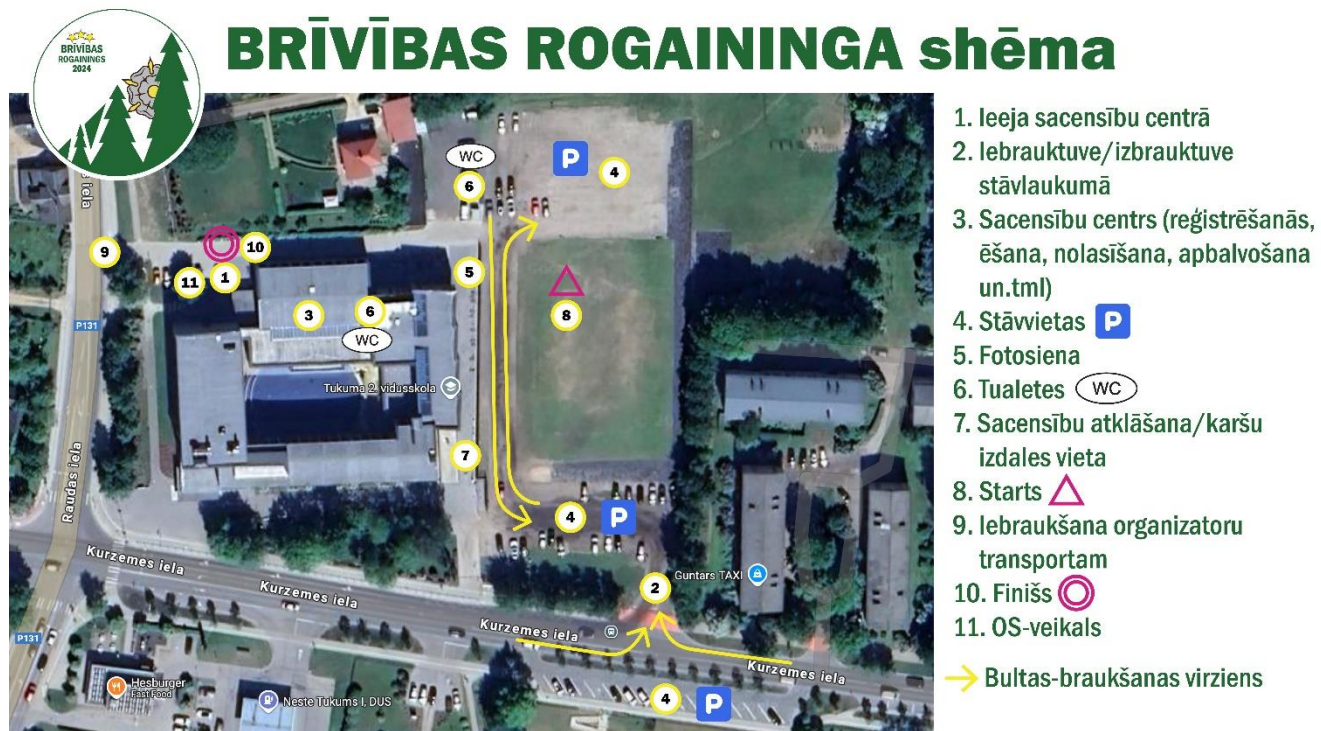 BRĪVĪBAS
ROGAININGS
2024
BRĪVĪBAS ROGAININGA shēma
1. Ieeja sacensību centrā
2. Iebrauktuve/izbrauktuve
stāvlaukumā
3. Sacensību centrs (reģistrēšanās,
ēšana, nolasīšana, apbalvošana
un.tml)
4. Stāvvietas P
5. Fotosiena
6. Tualetes WC
7. Sacensību atklāšana/karšu
izdales vieta
8. Starts
9. Iebraukšana organizatoru
transportam
10. Finišs
11. OS-veikals
Bultas-braukšanas virziens
WC
6
P
4
s iela
9
10
11
1
5
3
6
WC
8
P131
Tukuma 2. vidusskola
7
Raudas iela
4
P
Kurzemes iela
Kurzemes iela
Guntars TAXI
2
Kurzemes iela
P131
Kurzemes iela
Hesburger
Fast Food
Neste Tukums I, DUS
4
P